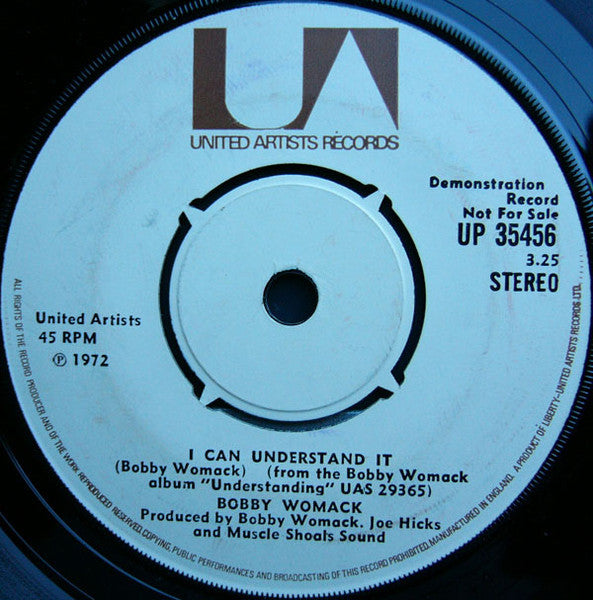 UA
UNITED ARTISTS RECORDS
Demonstration
Record
Not For Sale
UP 35456
3.25
STEREO
United Artists
45 RPM
℗ 1972
I CAN UNDERSTAND IT
(Bobby Womack) (from the Bobby Womack
album "Understanding" UAS 29365)
BOBBY WOMACK
Produced by Bobby Womack. Joe Hicks
and Muscle Shoals Sound
ALL RIGHTS OF THE RECORD PRODUCER AND OF THE WORK REPRODUCED RESERVED. COPYING, PUBLIC PERFORMANCES AND BROADCASTING OF THIS RECORD PROHIBITED. MANUFACTURED IN ENGLAND. A PRODUCT OF LIBERTY-UNITED ARTISTS RECORDS LTD.